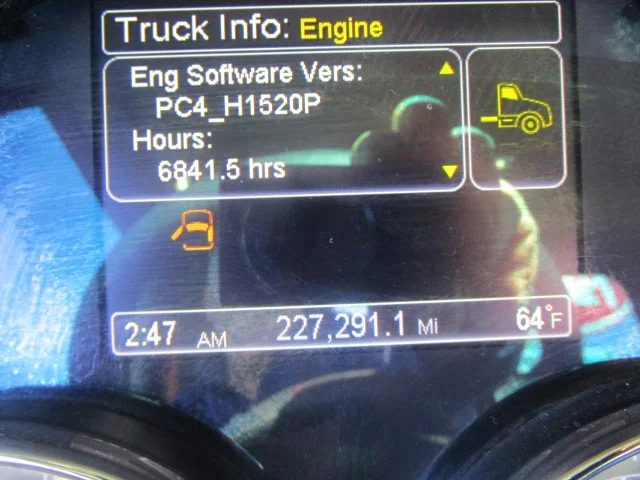 Truck Info: Engine
Eng Software Vers:
PC4_H1520P
Hours:
6841.5 hrs
2:47 AM 227,291.1 Mi 64°F